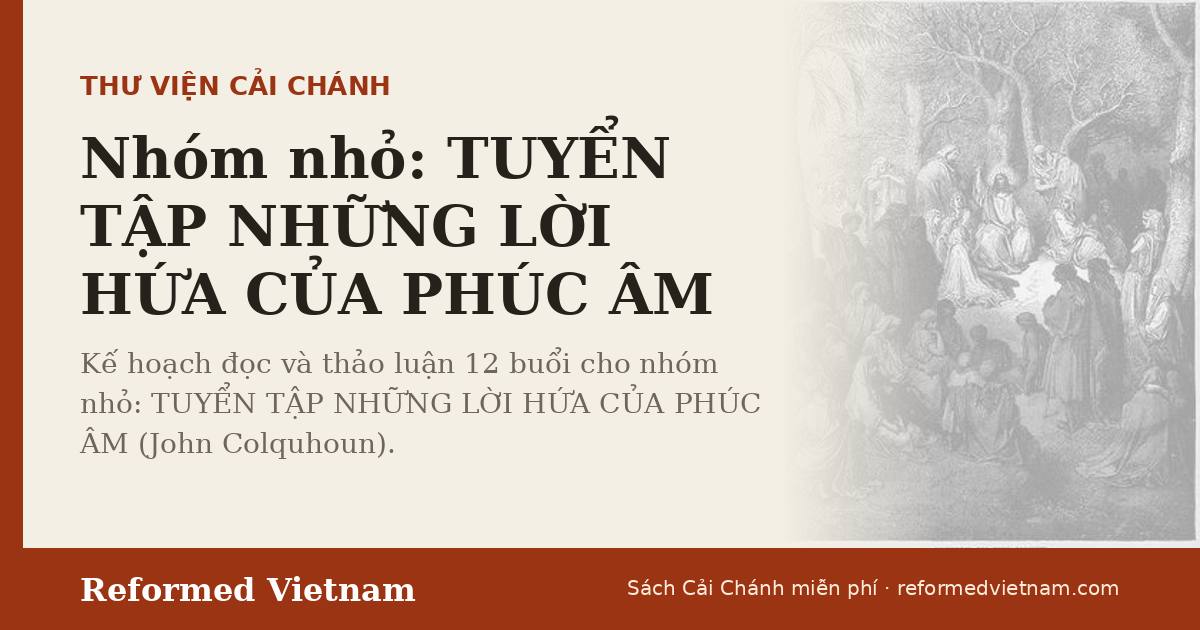 THƯ VIỆN CẢI CHÁNH
Nhóm nhỏ: TUYỂN
TẬP NHỮNG LỜI
HỨA CỦA PHÚC ÂM
Kế hoạch đọc và thảo luận 12 buổi cho nhóm
nhỏ: TUYỂN TẬP NHỮNG LỜI HỨA CỦA PHÚC
ÂM (John Colquhoun).
Reformed Vietnam
Sách Cải Chánh miễn phí · reformedvietnam.com